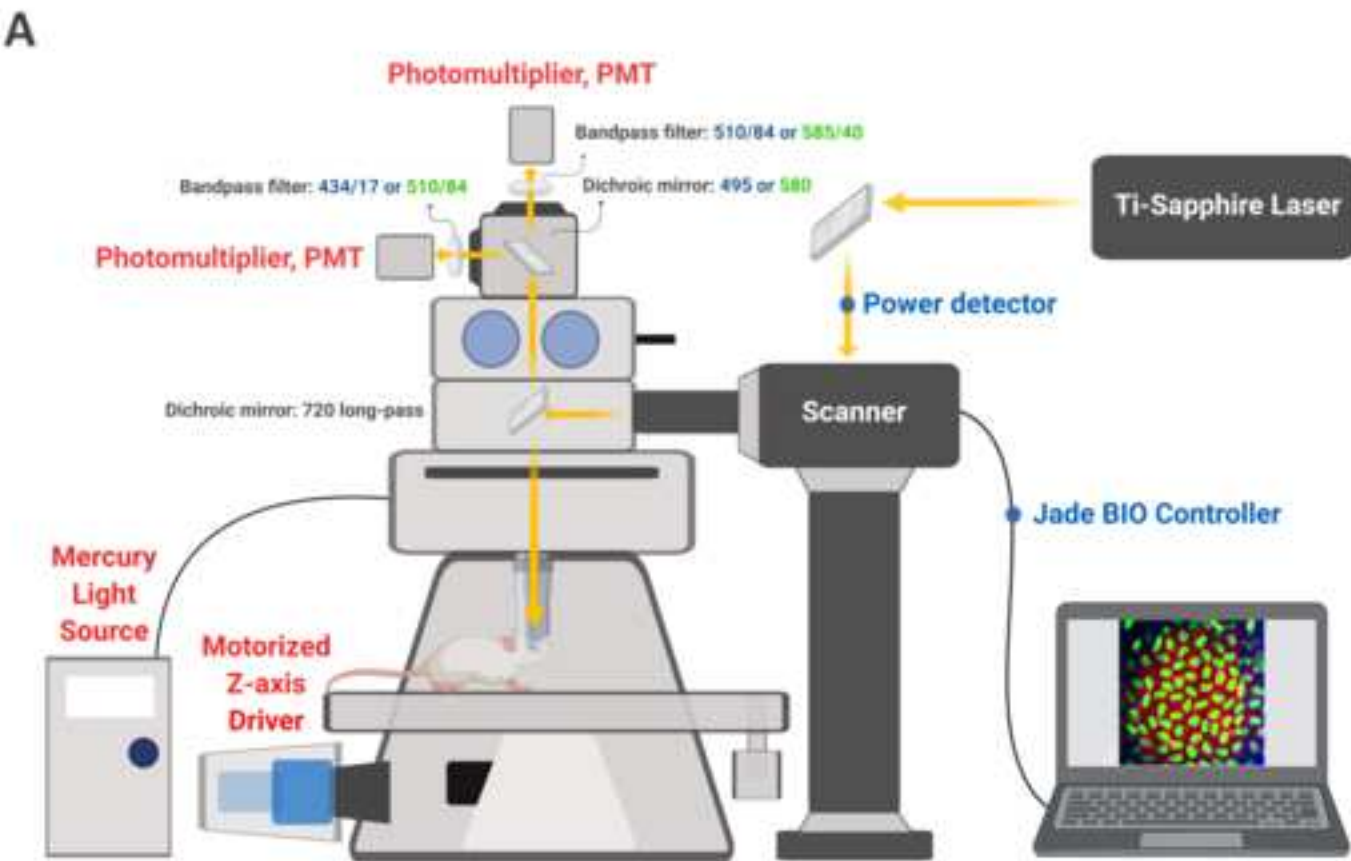 A
Photomultiplier, PMT
Bandpass filter: 510/84 or 585/40
Bandpass filter: 434/17 or 510/84
Dichroic mirror: 495 or 580
Ti-Sapphire Laser
Photomultiplier, PMT
Power detector
Dichroic mirror: 720 long-pass
Scanner
Jade BIO Controller
Mercury
Light
Source
Motorized
Z-axis
Driver